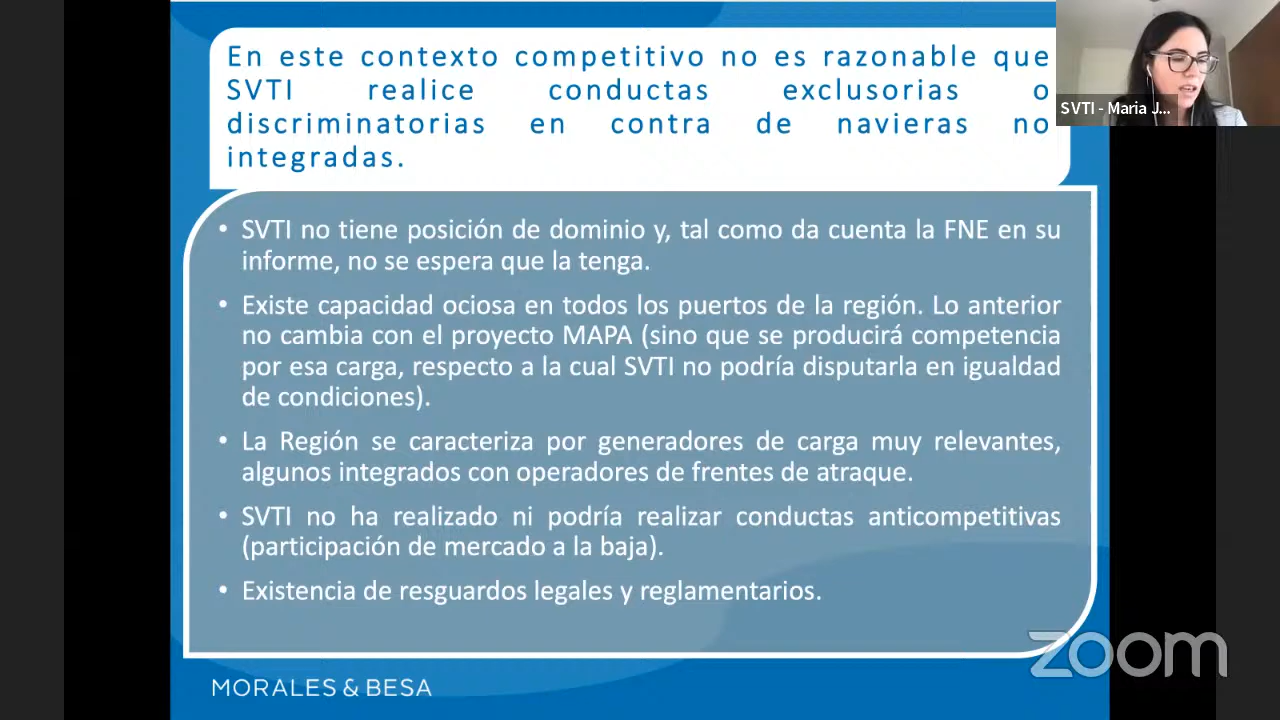 En este contexto competitivo no es razonable que
SVTI realice conductas exclusorias o
discriminatorias en contra de navieras no
integradas.
SVTI - Maria J...
• SVTI no tiene posición de dominio y, tal como da cuenta la FNE en su
informe, no se espera que la tenga.
• Existe capacidad ociosa en todos los puertos de la región. Lo anterior
no cambia con el proyecto MAPA (sino que se producirá competencia
por esa carga, respecto a la cual SVTI no podría disputarla en igualdad
de condiciones).
• La Región se caracteriza por generadores de carga muy relevantes,
algunos integrados con operadores de frentes de atraque.
• SVTI no ha realizado ni podría realizar conductas anticompetitivas
(participación de mercado a la baja).
• Existencia de resguardos legales y reglamentarios.
zoom
MORALES & BESA